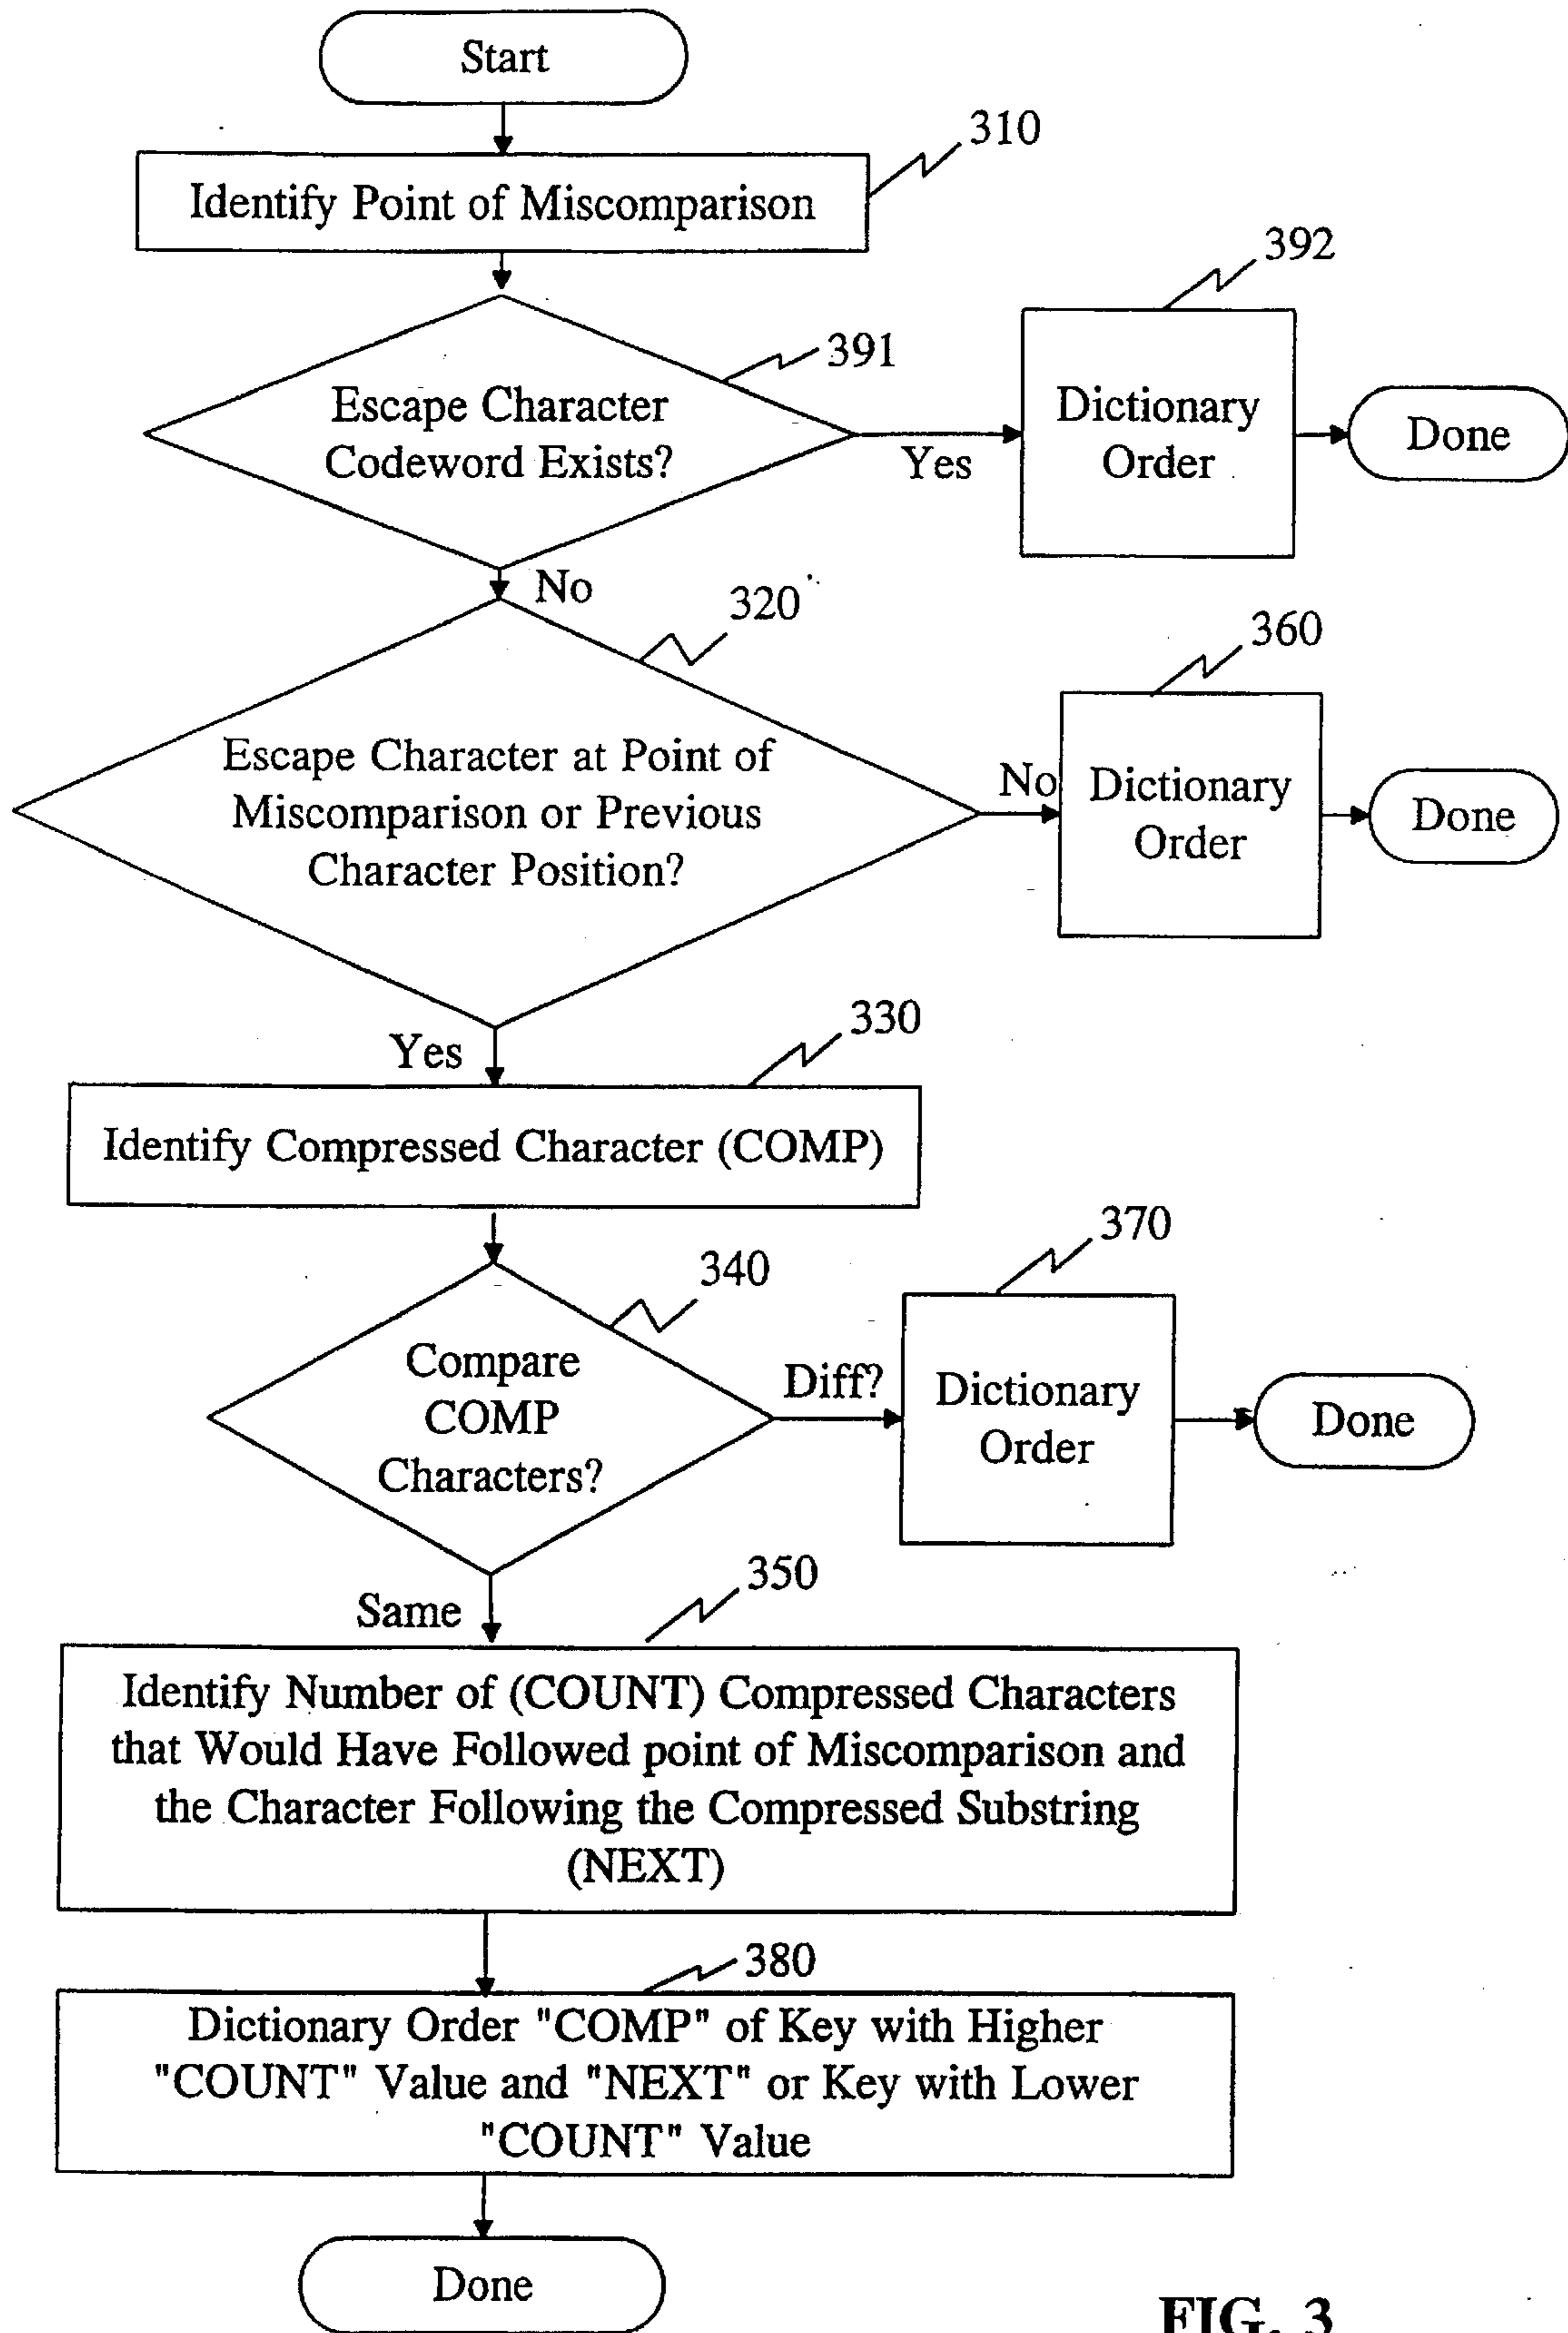 Start
310
Identify Point of Miscomparison
392
391
Escape Character
Codeword Exists?
Yes
Dictionary
Order
Done
No
320
360
Escape Character at Point of
Miscomparison or Previous
Character Position?
No
Dictionary
Order
Done
Yes
330
Identify Compressed Character (COMP)
370
340
Compare
COMP
Characters?
Diff?
Dictionary
Order
Done
Same
350
Identify Number of (COUNT) Compressed Characters
that Would Have Followed point of Miscomparison and
the Character Following the Compressed Substring
(NEXT)
380
Dictionary Order "COMP" of Key with Higher
"COUNT" Value and "NEXT" or Key with Lower
"COUNT" Value
Done
FIG. 3